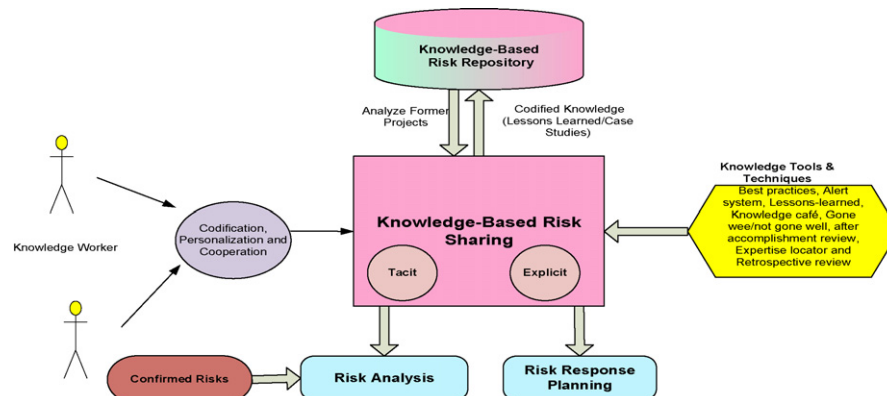 Knowledge-Based
Risk Repository
Analyze Former
Projects
Codified Knowledge
(Lessons Learned/Case
Studies)
Knowledge Worker
Codification,
Personalization and
Cooperation
Knowledge-Based Risk
Sharing
Tacit
Explicit
Knowledge Tools &
Techniques
Best practices, Alert
system, Lessons-learned,
Knowledge café, Gone
wee/not gone well, after
accomplishment review,
Expertise locator and
Retrospective review
Confirmed Risks
Risk Analysis
Risk Response
Planning